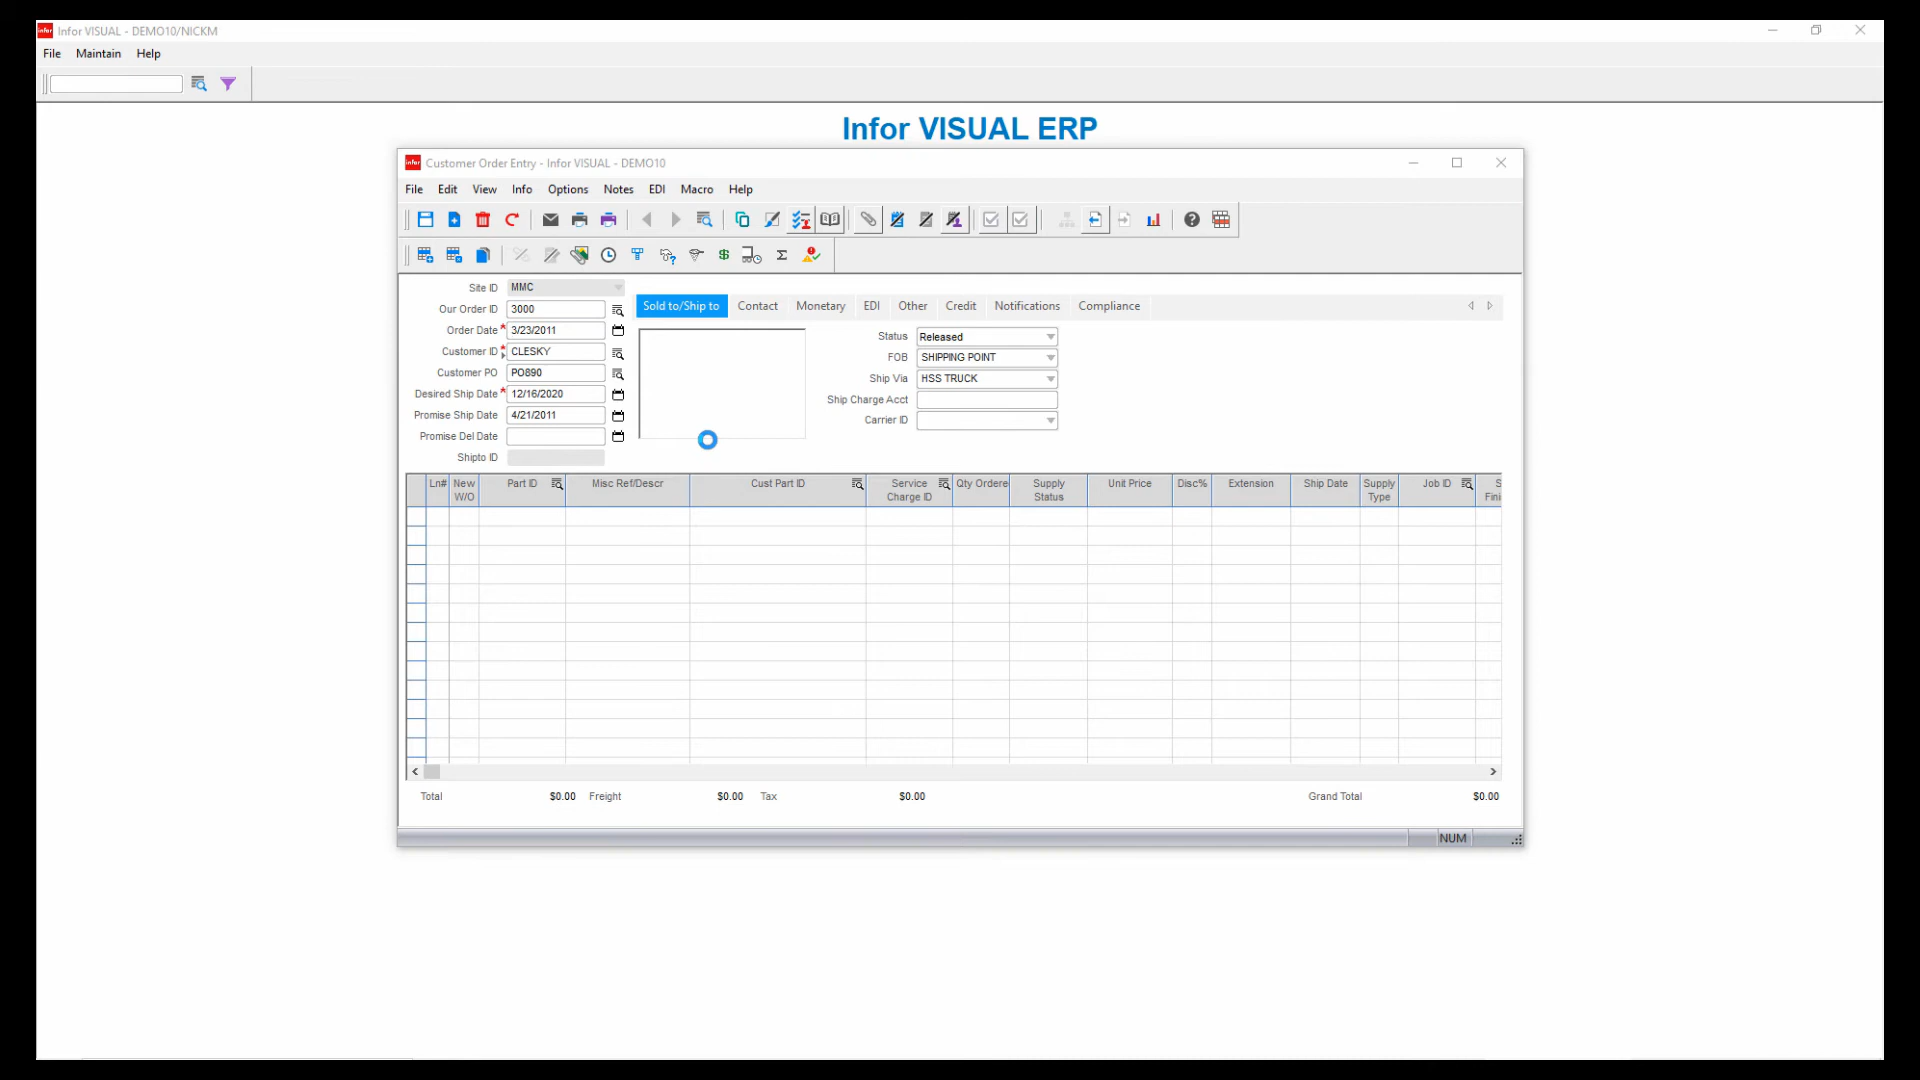 infor Infor VISUAL - DEMO10/NICKM
File Maintain Help
Infor VISUAL ERP
infor Customer Order Entry - Infor VISUAL - DEMO10
File Edit View Info Options Notes EDI Macro Help
Site ID MMC
Our Order ID 3000
Order Date * 3/23/2011
Customer ID * CLESKY
Customer PO PO890
Desired Ship Date * 12/16/2020
Promise Ship Date 4/21/2011
Promise Del Date
Shipto ID
Sold to/Ship to Contact Monetary EDI Other Credit Notifications Compliance
Status Released
FOB SHIPPING POINT
Ship Via HSS TRUCK
Ship Charge Acct
Carrier ID
Ln# New W/O Part ID Misc Ref/Descr Cust Part ID Service Charge ID Qty Ordere Supply Status Unit Price Disc% Extension Ship Date Supply Type Job ID S Fini
Total $0.00 Freight $0.00 Tax $0.00 Grand Total $0.00
NUM